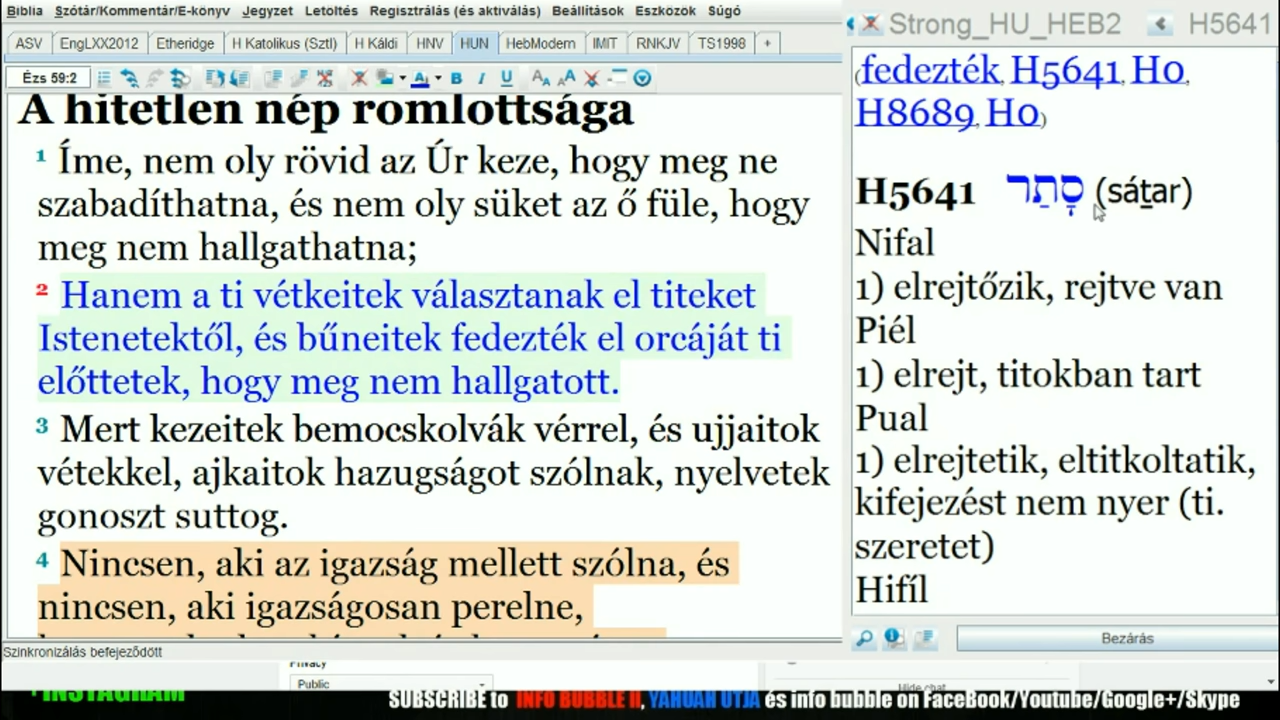 Biblia Szótár/Kommentár/E-könyv Jegyzet Letöltés Regisztrálás (és aktiválás) Beállítások Eszközök Súgó
ASV EngLXX2012 Etheridge H Katolikus (Sztl) H Káldi HNV HUN HebModern IMIT RNKJV TS1998 +
Ézs 59:2
A hitetlen nép romlottsága
1 Íme, nem oly rövid az Úr keze, hogy meg ne
szabadíthatna, és nem oly süket az ő füle, hogy
meg nem hallgathatna;
2 Hanem a ti vétkeitek választanak el titeket
Istenetektől, és bűneitek fedezték el orcáját ti
előttetek, hogy meg nem hallgatott.
3 Mert kezeitek bemocskolvák vérrel, és ujjaitok
vétekkel, ajkaitok hazugságot szólnak, nyelvetek
gonoszt suttog.
4 Nincsen, aki az igazság mellett szólna, és
nincsen, aki igazságosan perelne,
Szinkronizálás befejeződött
Strong_HU_HEB2 H5641
(fedezték, H5641, H0,
H8689, H0)
H5641 סָתַר (sáṯar)
Nifal
1) elrejtőzik, rejtve van
Piél
1) elrejt, titokban tart
Pual
1) elrejtetik, eltitkoltatik,
kifejezést nem nyer (ti.
szeretet)
Hifíl
Bezárás
Privacy
Public
Hide chat
INSTAGRAM
SUBSCRIBE to INFO BUBBLE II, YAHUAH UTJA és info bubble on FaceBook/Youtube/Google+/Skype